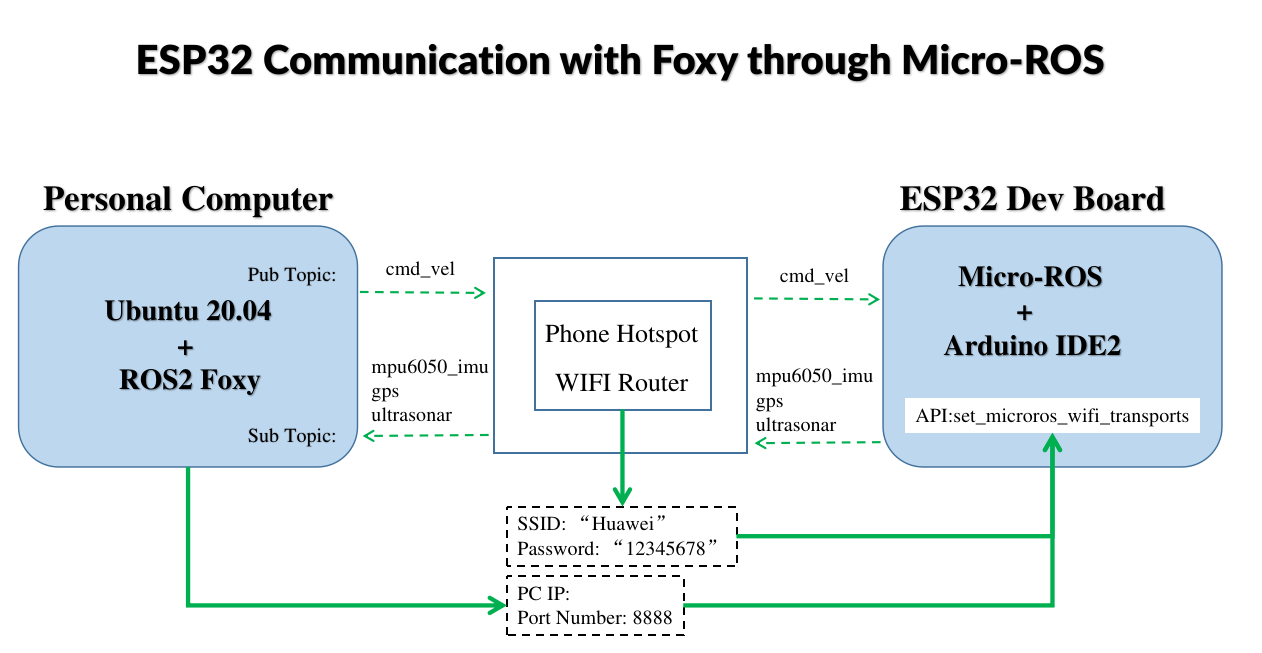 ESP32 Communication with Foxy through Micro-ROS
Personal Computer
Pub Topic:
Ubuntu 20.04
+
ROS2 Foxy
Sub Topic:
cmd_vel
mpu6050_imu
gps
ultrasonar
Phone Hotspot
WIFI Router
cmd_vel
mpu6050_imu
gps
ultrasonar
ESP32 Dev Board
Micro-ROS
+
Arduino IDE2
API:set_microros_wifi_transports
SSID: “Huawei”
Password: “12345678”
PC IP:
Port Number: 8888